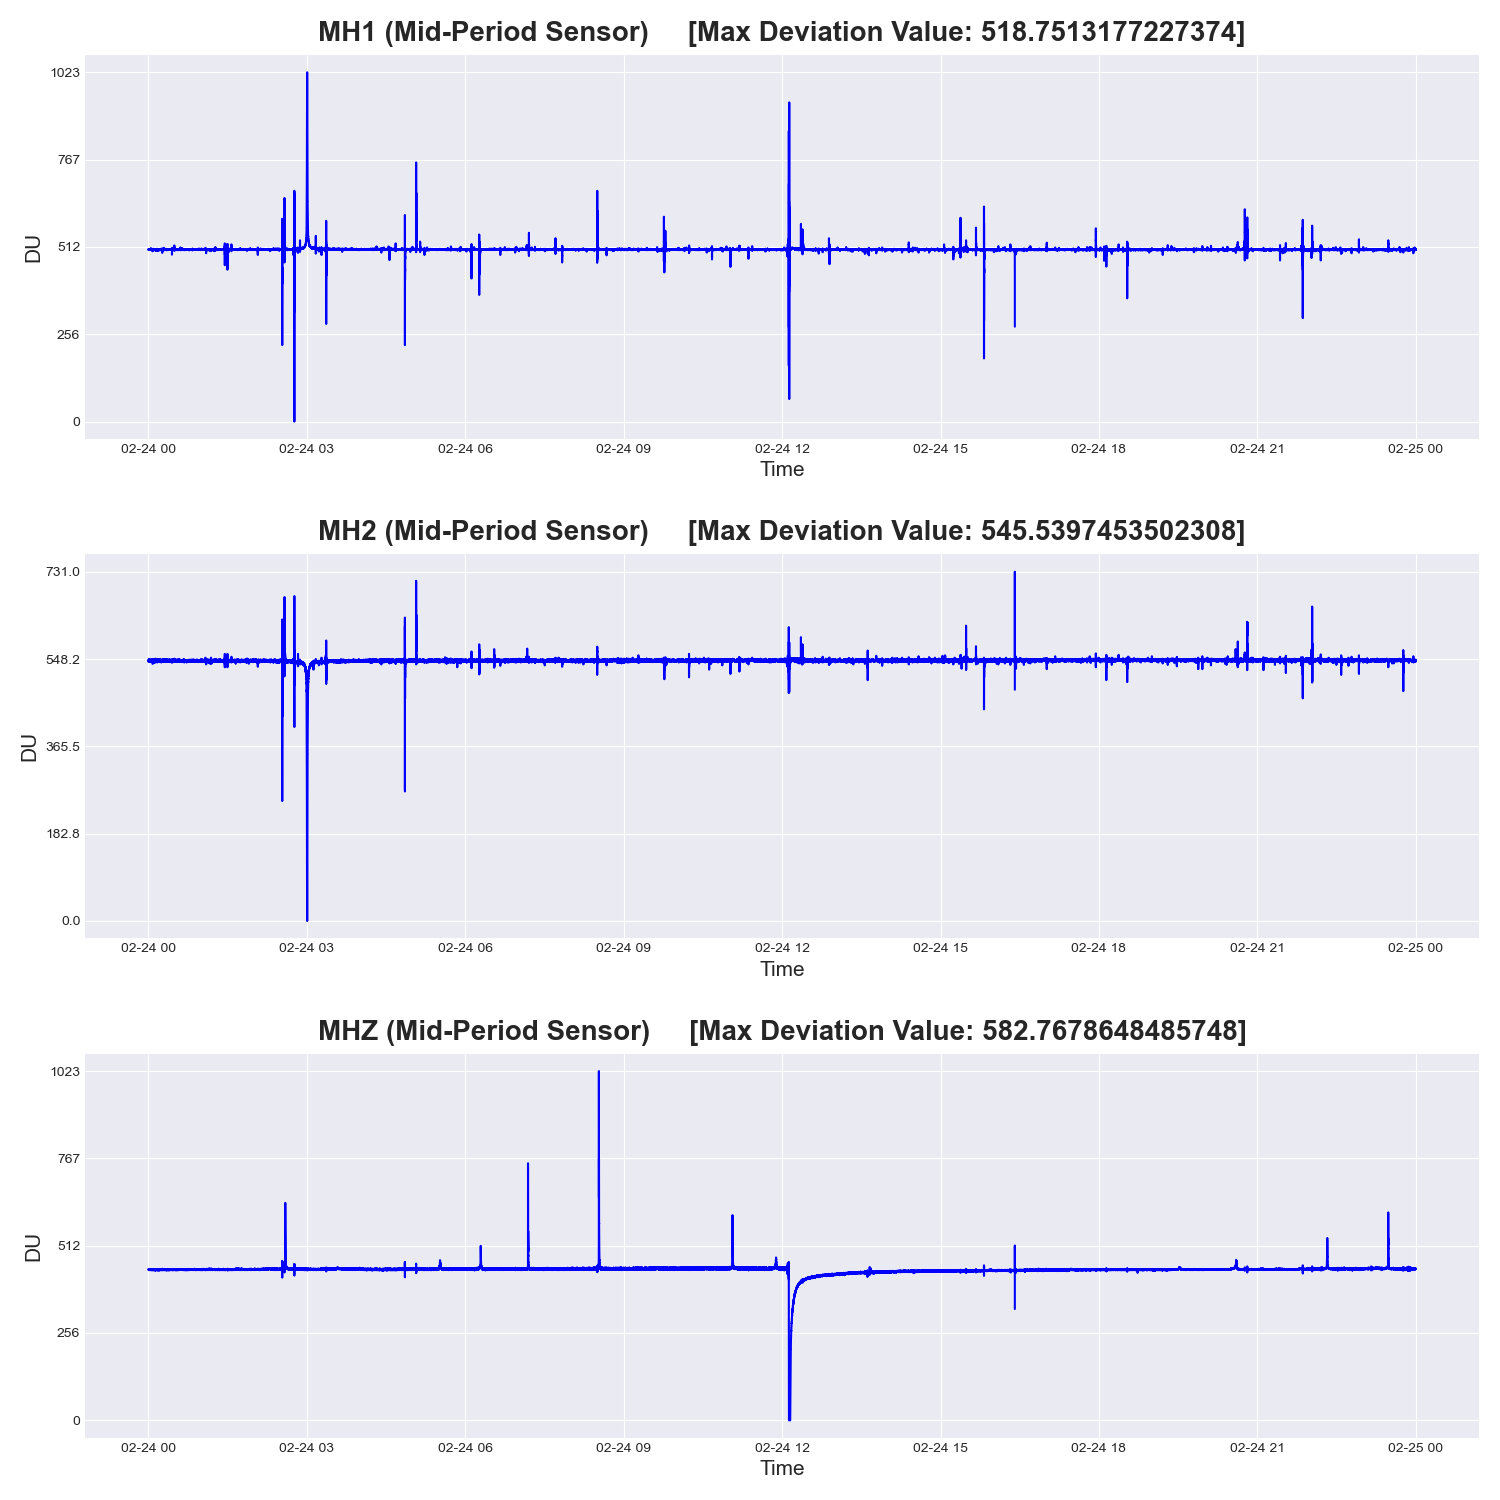 MH1 (Mid-Period Sensor) [Max Deviation Value: 518.7513177227374]
1023
767
512
256
0
DU
02-24 00 02-24 03 02-24 06 02-24 09 02-24 12 02-24 15 02-24 18 02-24 21 02-25 00
Time
MH2 (Mid-Period Sensor) [Max Deviation Value: 545.5397453502308]
731.0
548.2
365.5
182.8
0.0
DU
02-24 00 02-24 03 02-24 06 02-24 09 02-24 12 02-24 15 02-24 18 02-24 21 02-25 00
Time
MHZ (Mid-Period Sensor) [Max Deviation Value: 582.7678648485748]
1023
767
512
256
0
DU
02-24 00 02-24 03 02-24 06 02-24 09 02-24 12 02-24 15 02-24 18 02-24 21 02-25 00
Time